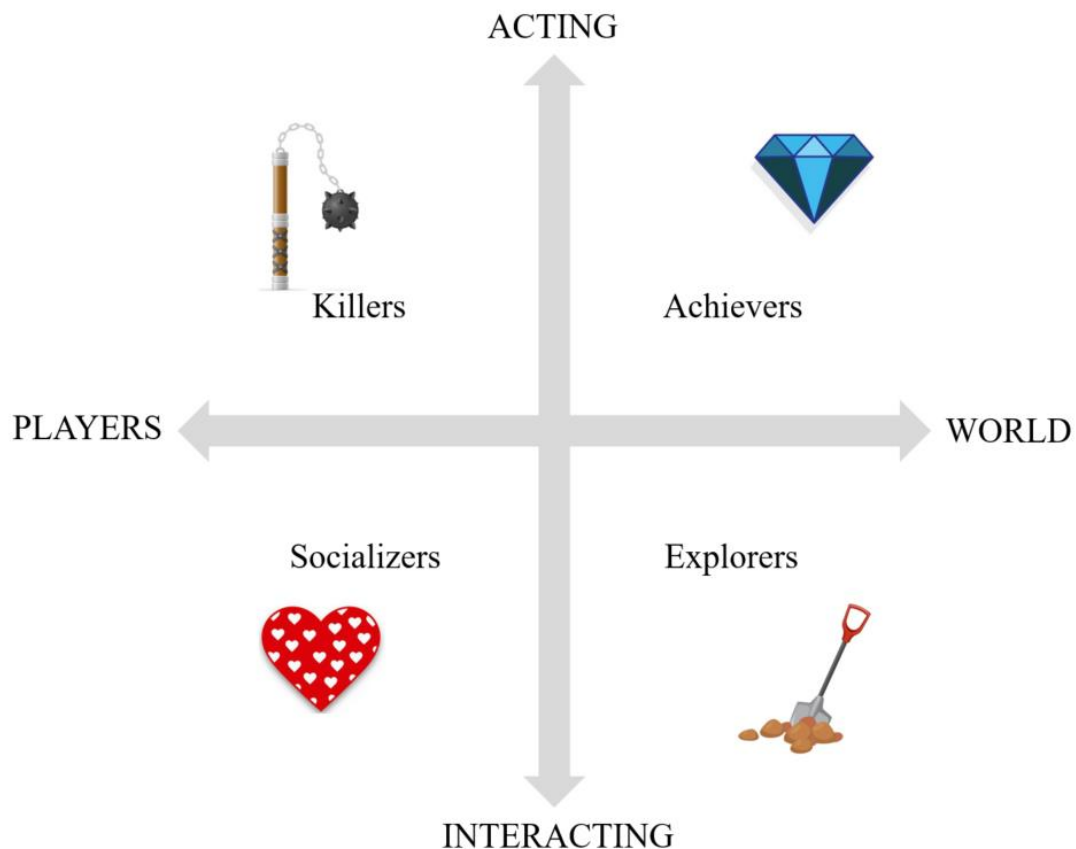 ACTING
Killers
Achievers
PLAYERS
WORLD
Socializers
Explorers
INTERACTING